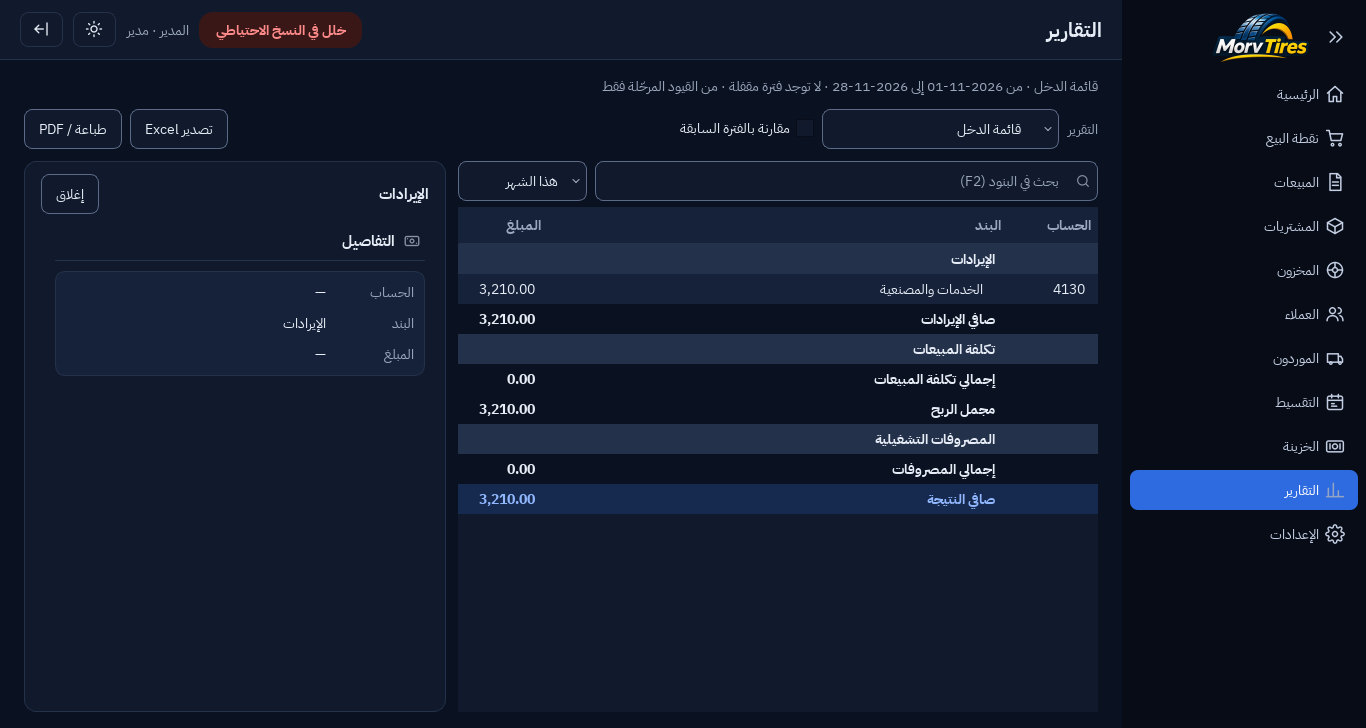 Morv Tires
الرئيسية
نقطة البيع
المبيعات
المشتريات
المخزون
العملاء
الموردون
التقسيط
الخزينة
التقارير
الإعدادات
التقارير
خلل في النسخ الاحتياطي
المدير · مدير
قائمة الدخل · من 2026-11-01 إلى 2026-11-28 · لا توجد فترة مقفلة · من القيود المرحّلة فقط
التقرير
قائمة الدخل
مقارنة بالفترة السابقة
تصدير Excel
طباعة / PDF
بحث في البنود (F2)
هذا الشهر
الحساب البند المبلغ
الإيرادات
4130 الخدمات والمصنعية 3,210.00
صافي الإيرادات 3,210.00
تكلفة المبيعات
إجمالي تكلفة المبيعات 0.00
مجمل الربح 3,210.00
المصروفات التشغيلية
إجمالي المصروفات 0.00
صافي النتيجة 3,210.00
الإيرادات
إغلاق
التفاصيل
الحساب —
البند الإيرادات
المبلغ —